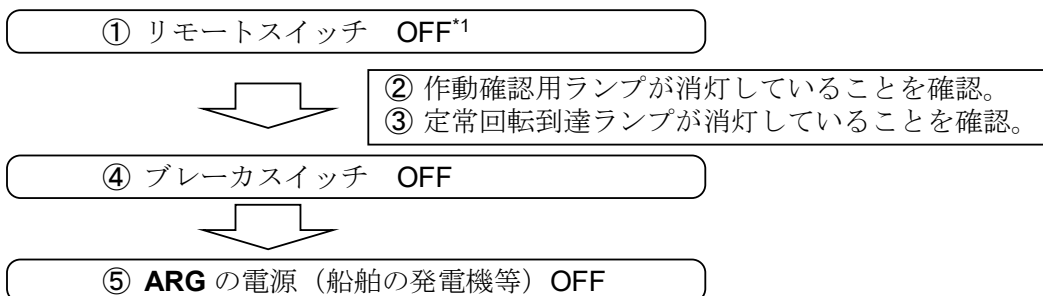 ① リモートスイッチ OFF*1
② 作動確認用ランプが消灯していることを確認。
③ 定常回転到達ランプが消灯していることを確認。
④ ブレーカスイッチ OFF
⑤ ARG の電源（船舶の発電機等）OFF